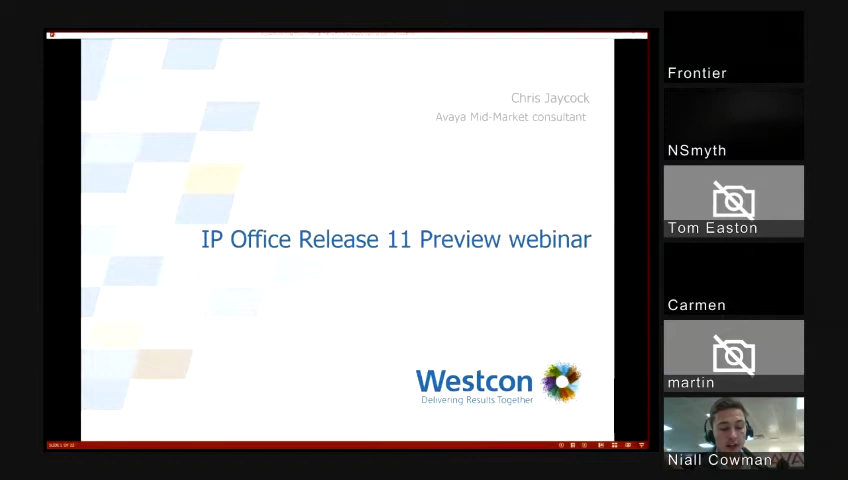 Chris Jaycock
Avaya Mid-Market consultant
IP Office Release 11 Preview webinar
Westcon
Delivering Results Together
Frontier
NSmyth
Tom Easton
Carmen
martin
Niall Cowman